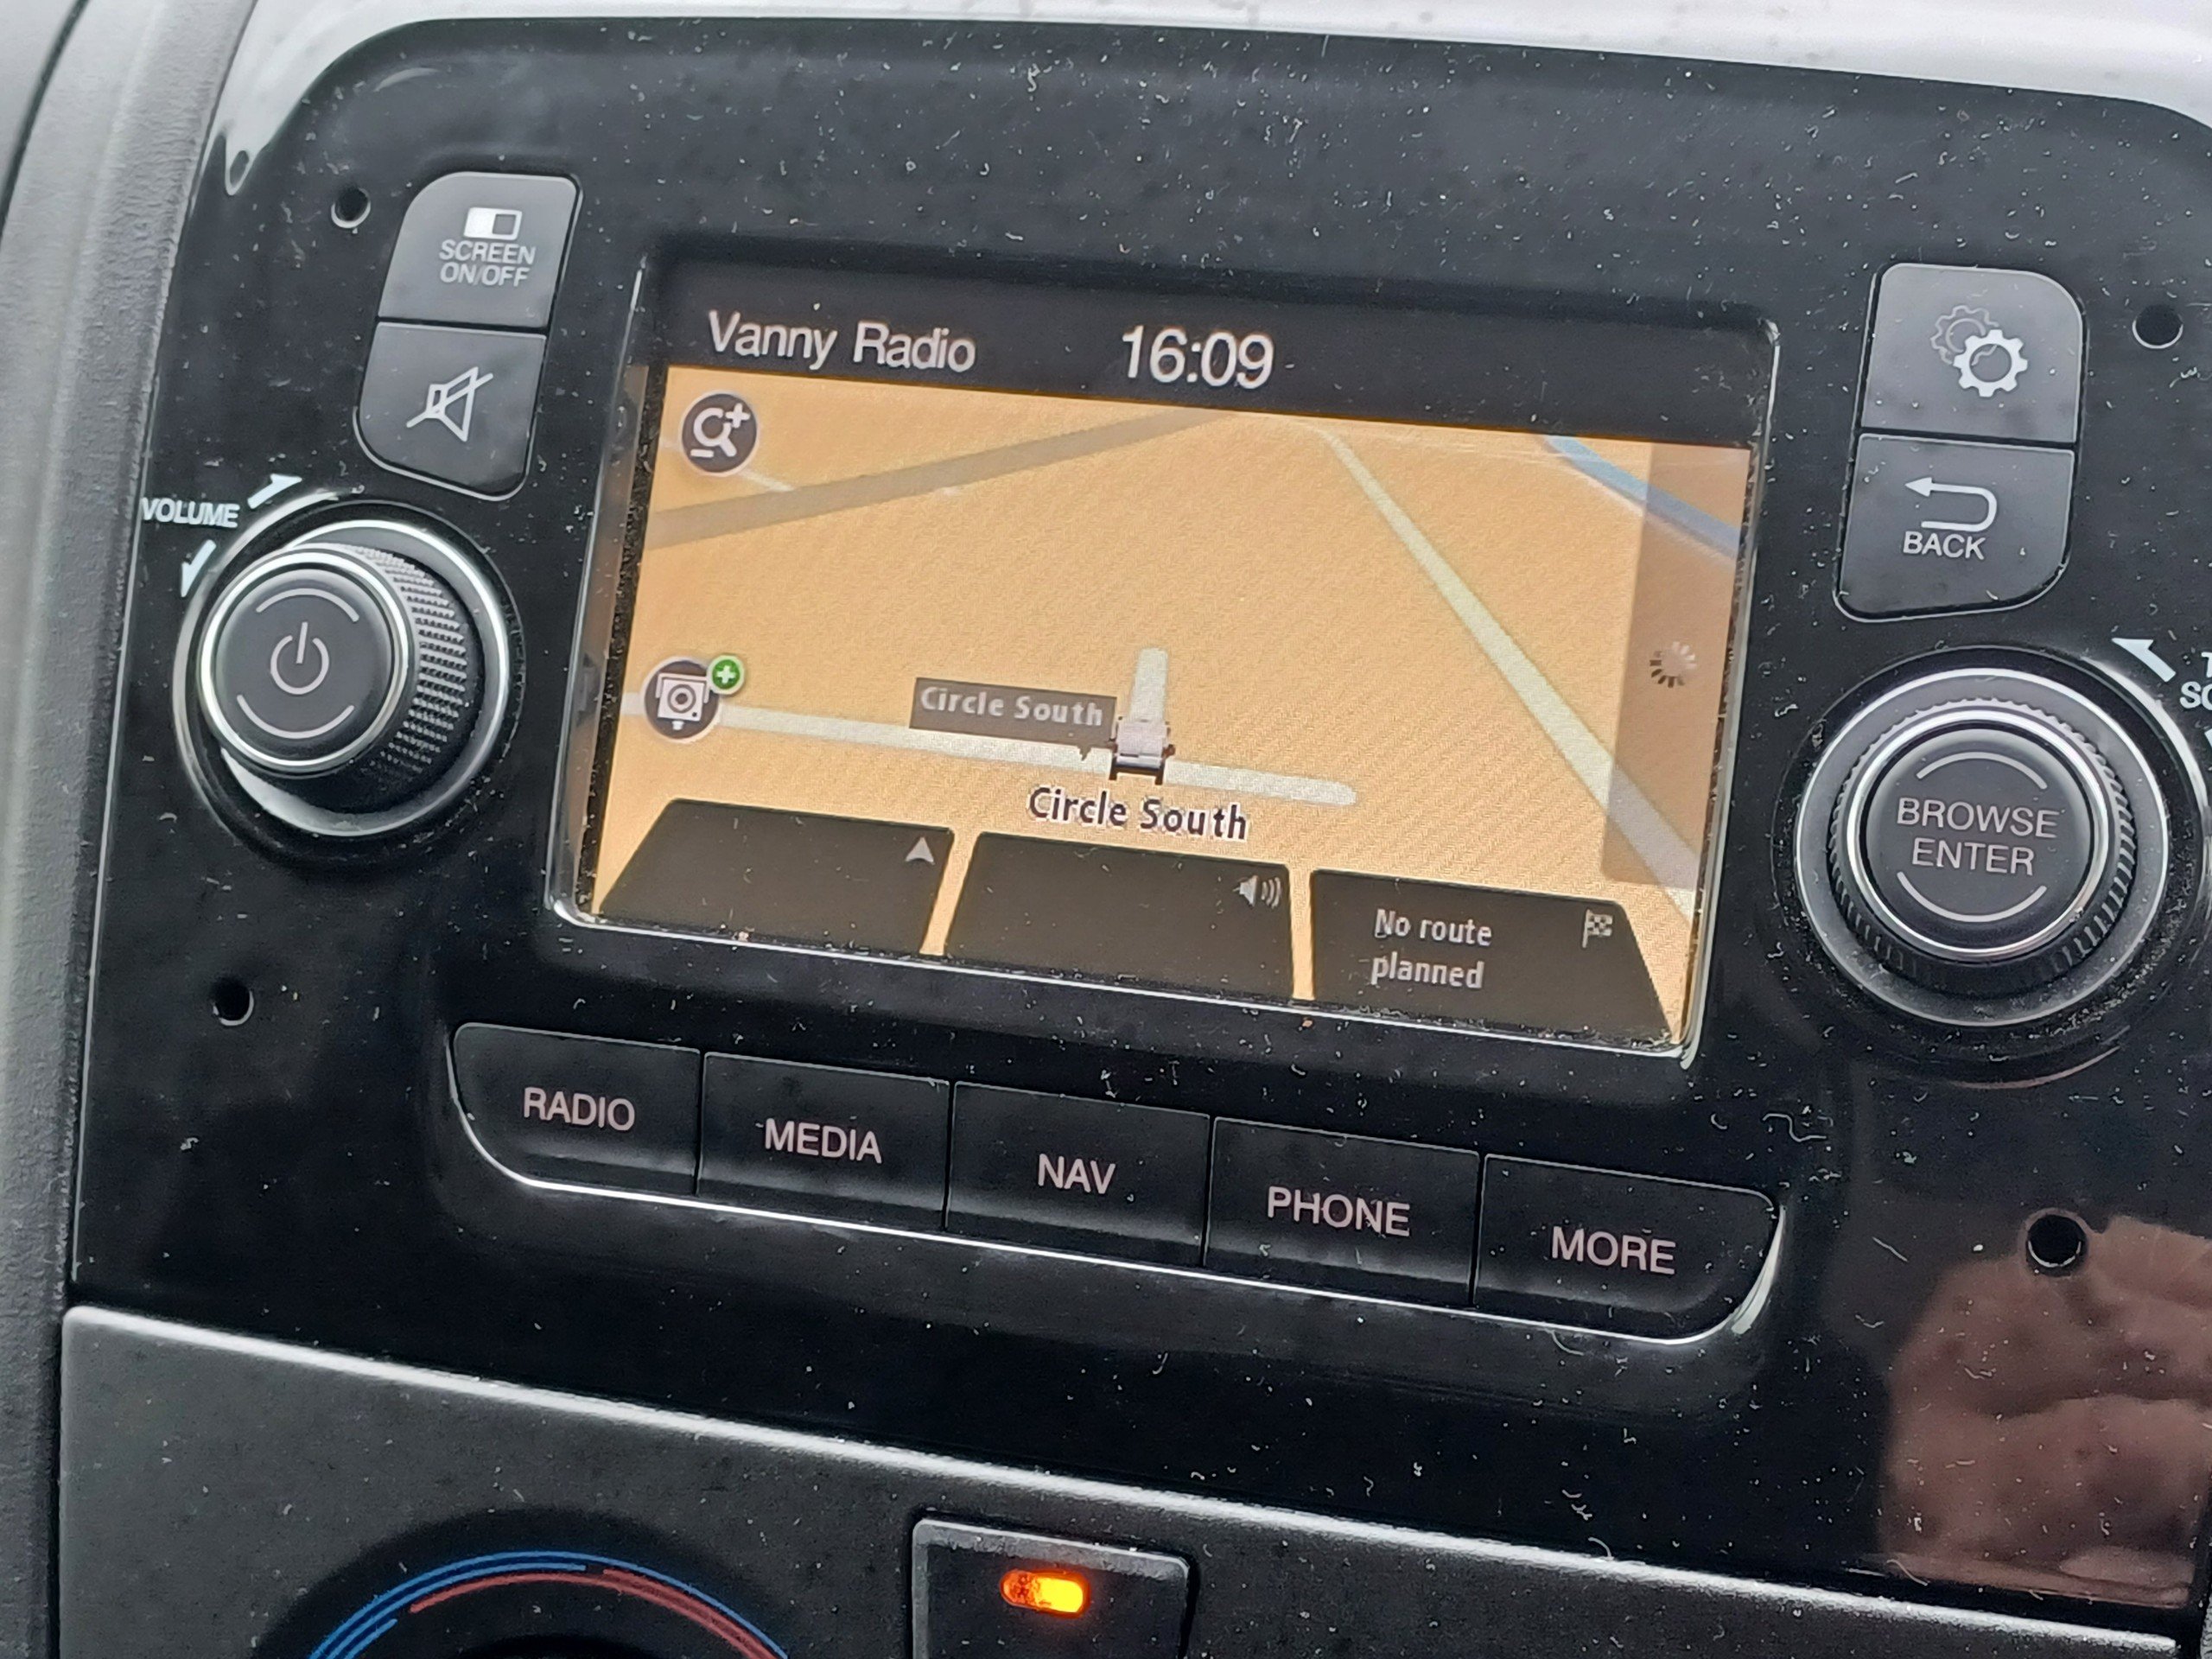 SCREEN
ON/OFF
VOLUME
Vanny Radio 16:09
Circle South
Circle South
No route
planned
BACK
BROWSE
ENTER
RADIO
MEDIA
NAV
PHONE
MORE